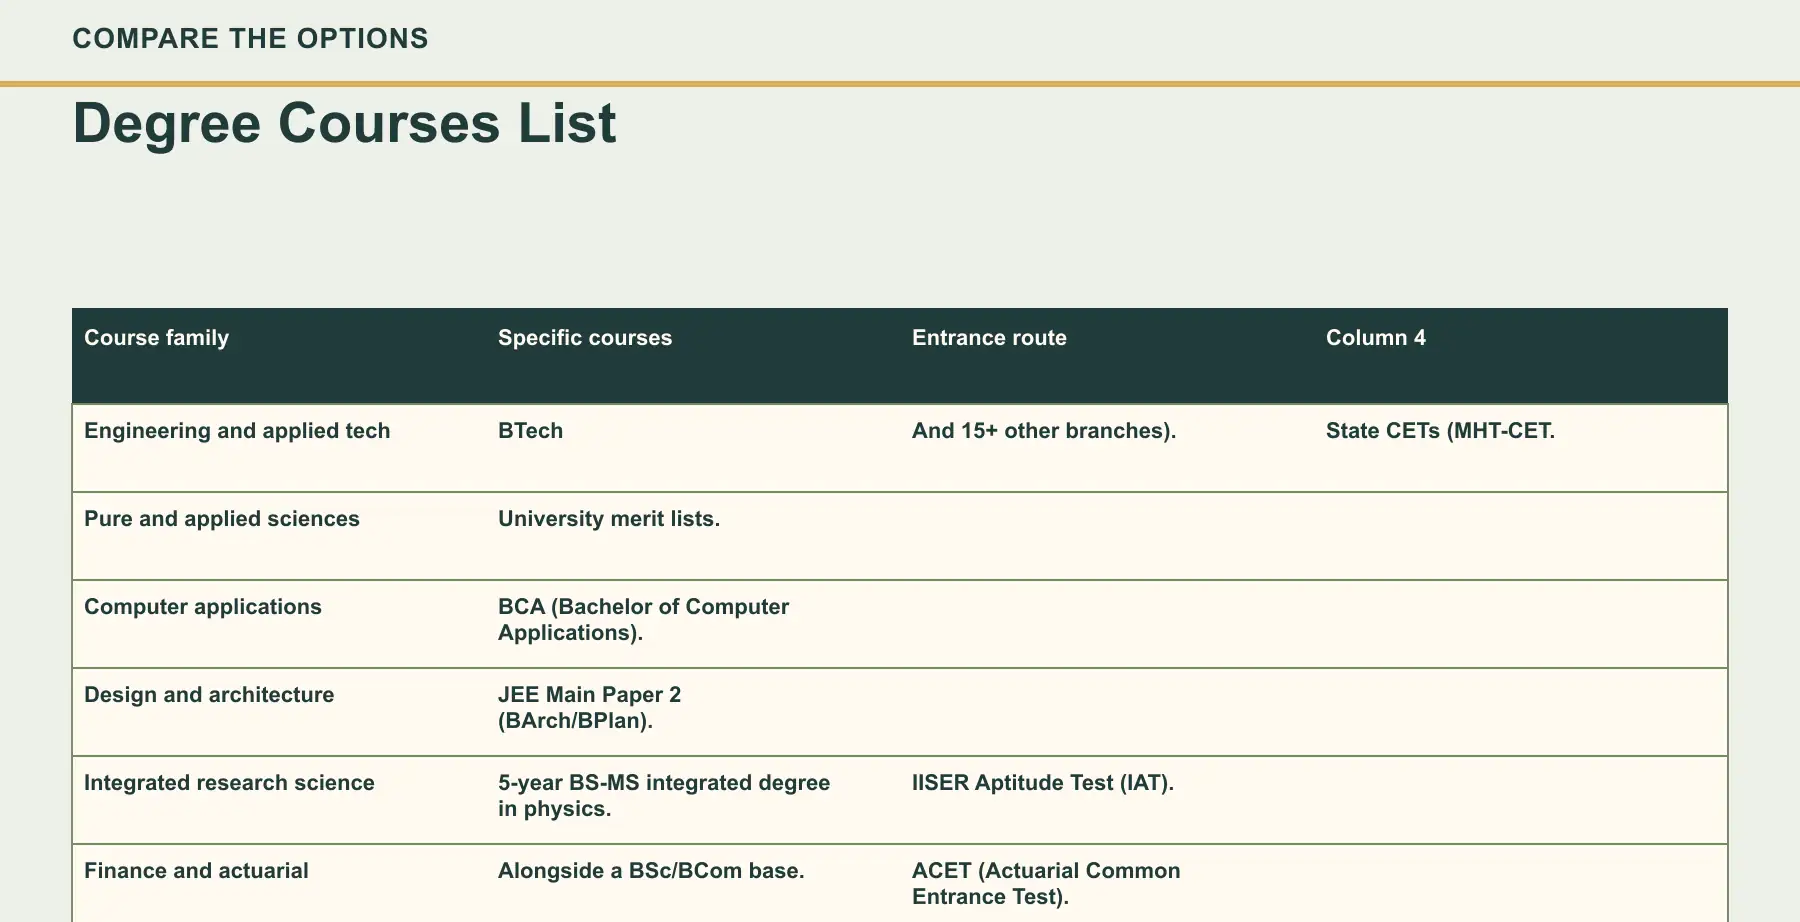 COMPARE THE OPTIONS
Degree Courses List
Course family Specific courses Entrance route Column 4
Engineering and applied tech BTech And 15+ other branches). State CETs (MHT-CET.
Pure and applied sciences University merit lists.
Computer applications BCA (Bachelor of Computer
Applications).
Design and architecture JEE Main Paper 2
(BArch/BPlan).
Integrated research science 5-year BS-MS integrated degree IISER Aptitude Test (IAT).
in physics.
Finance and actuarial Alongside a BSc/BCom base. ACET (Actuarial Common
Entrance Test).